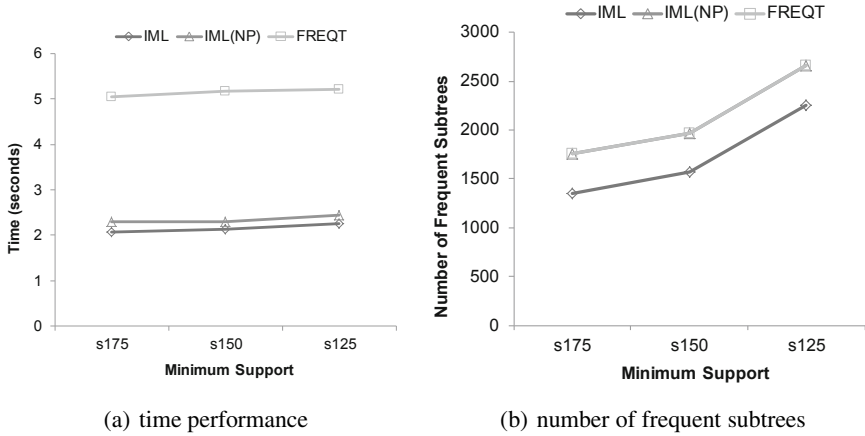 IML IML(NP) FREQT
6
5
4
3
2
1
0
Time (seconds)
s175 s150 s125
Minimum Support
(a) time performance
IML IML(NP) FREQT
3000
2500
2000
1500
1000
500
0
Number of Frequent Subtrees
s175 s150 s125
Minimum Support
(b) number of frequent subtrees